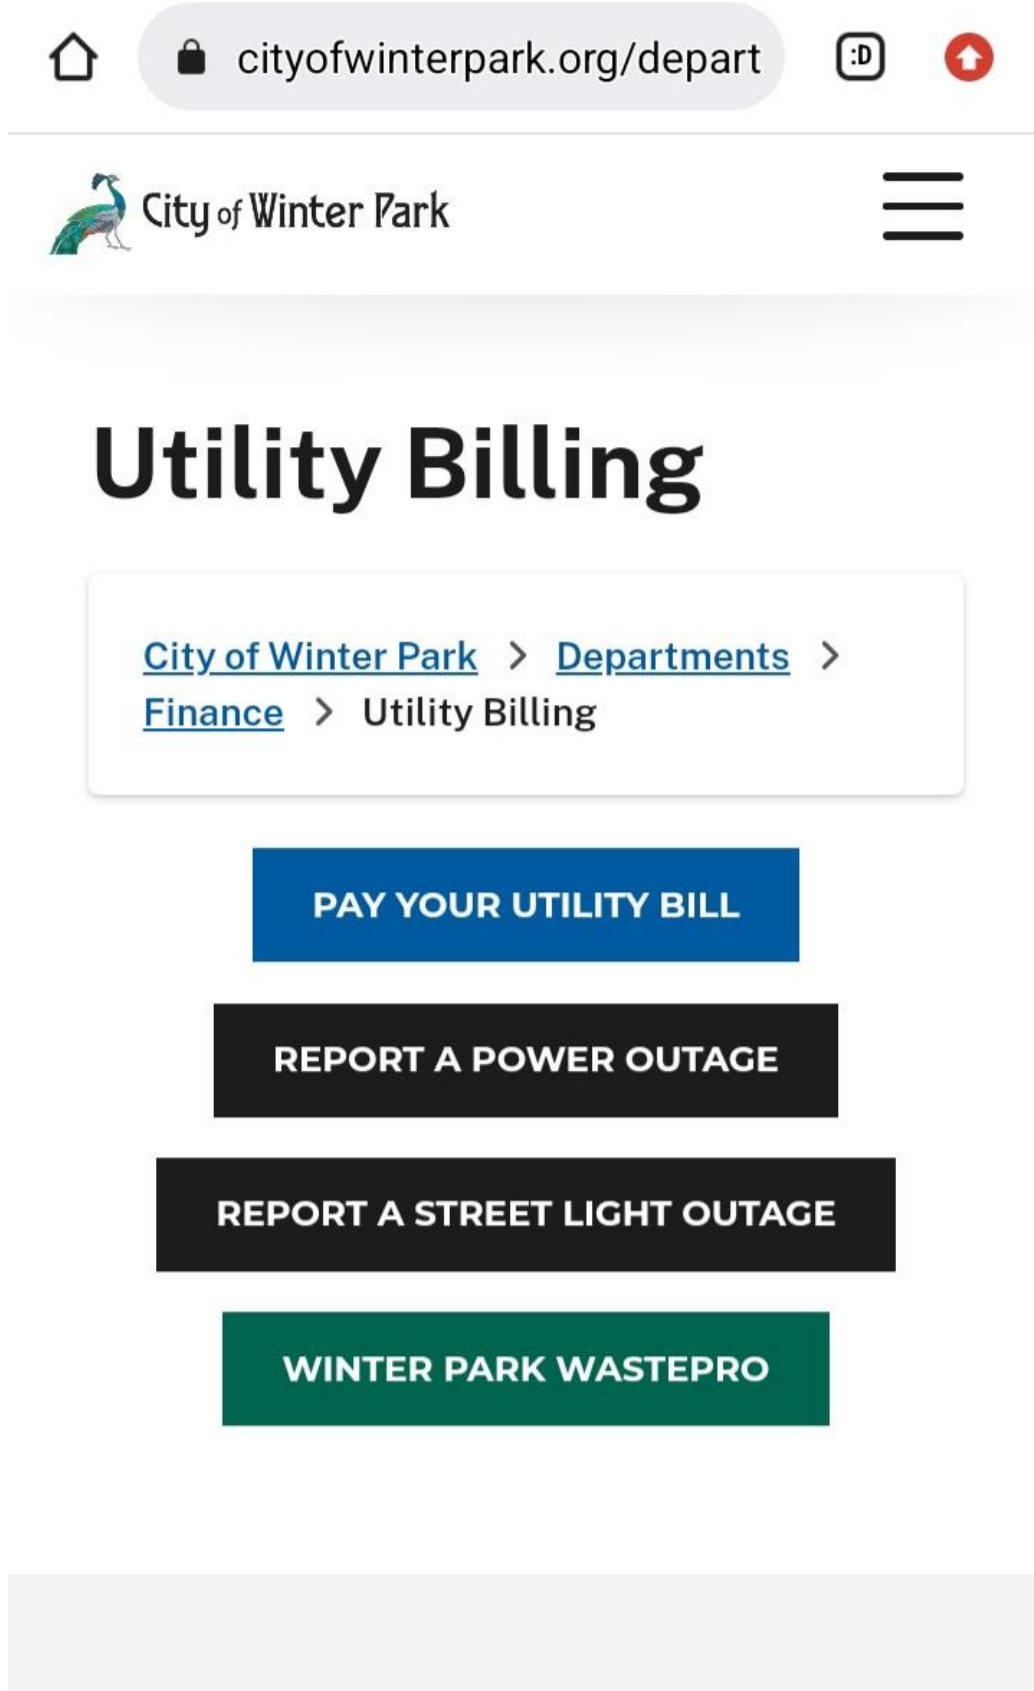 cityofwinterpark.org/depart
:D
City of Winter Park
Utility Billing
City of Winter Park > Departments >
Finance > Utility Billing
PAY YOUR UTILITY BILL
REPORT A POWER OUTAGE
REPORT A STREET LIGHT OUTAGE
WINTER PARK WASTEPRO